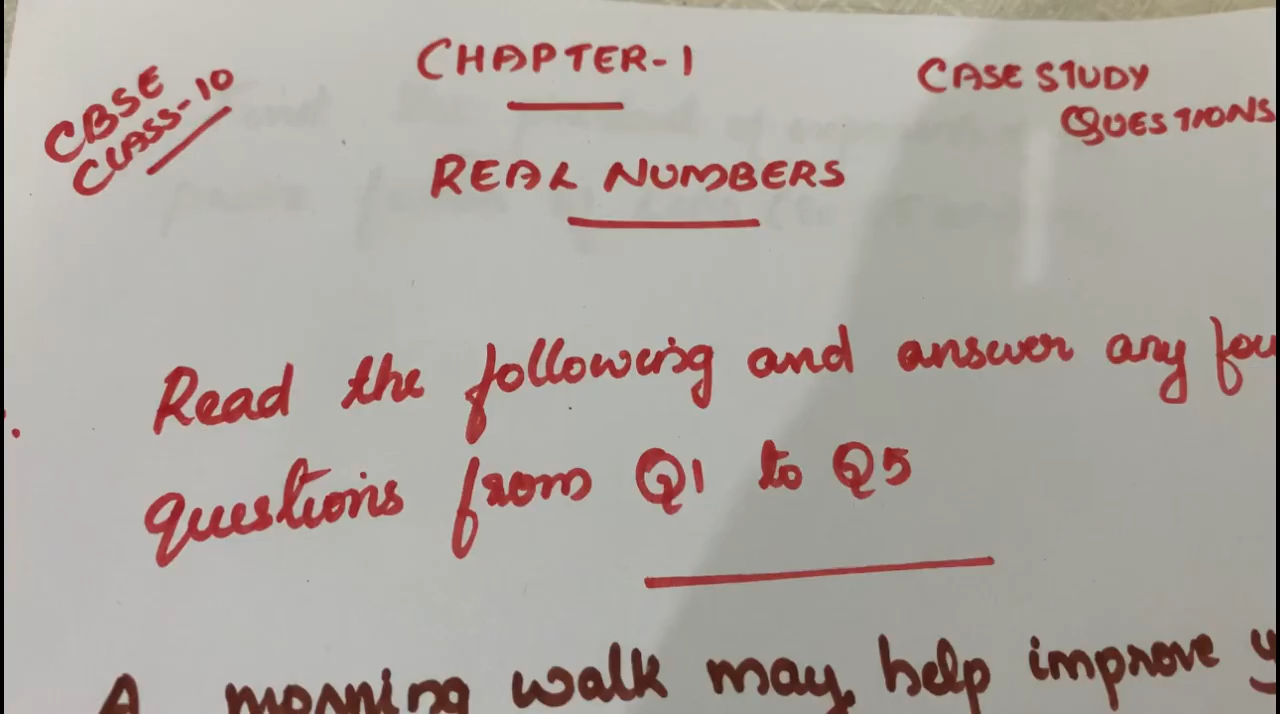 CBSE
CLASS-10
CHAPTER-1
CASE STUDY
QUESTIONS
REAL NUMBERS
Read the following and answer any fou
questions from Q1 to Q5
A morning walk may help improve y